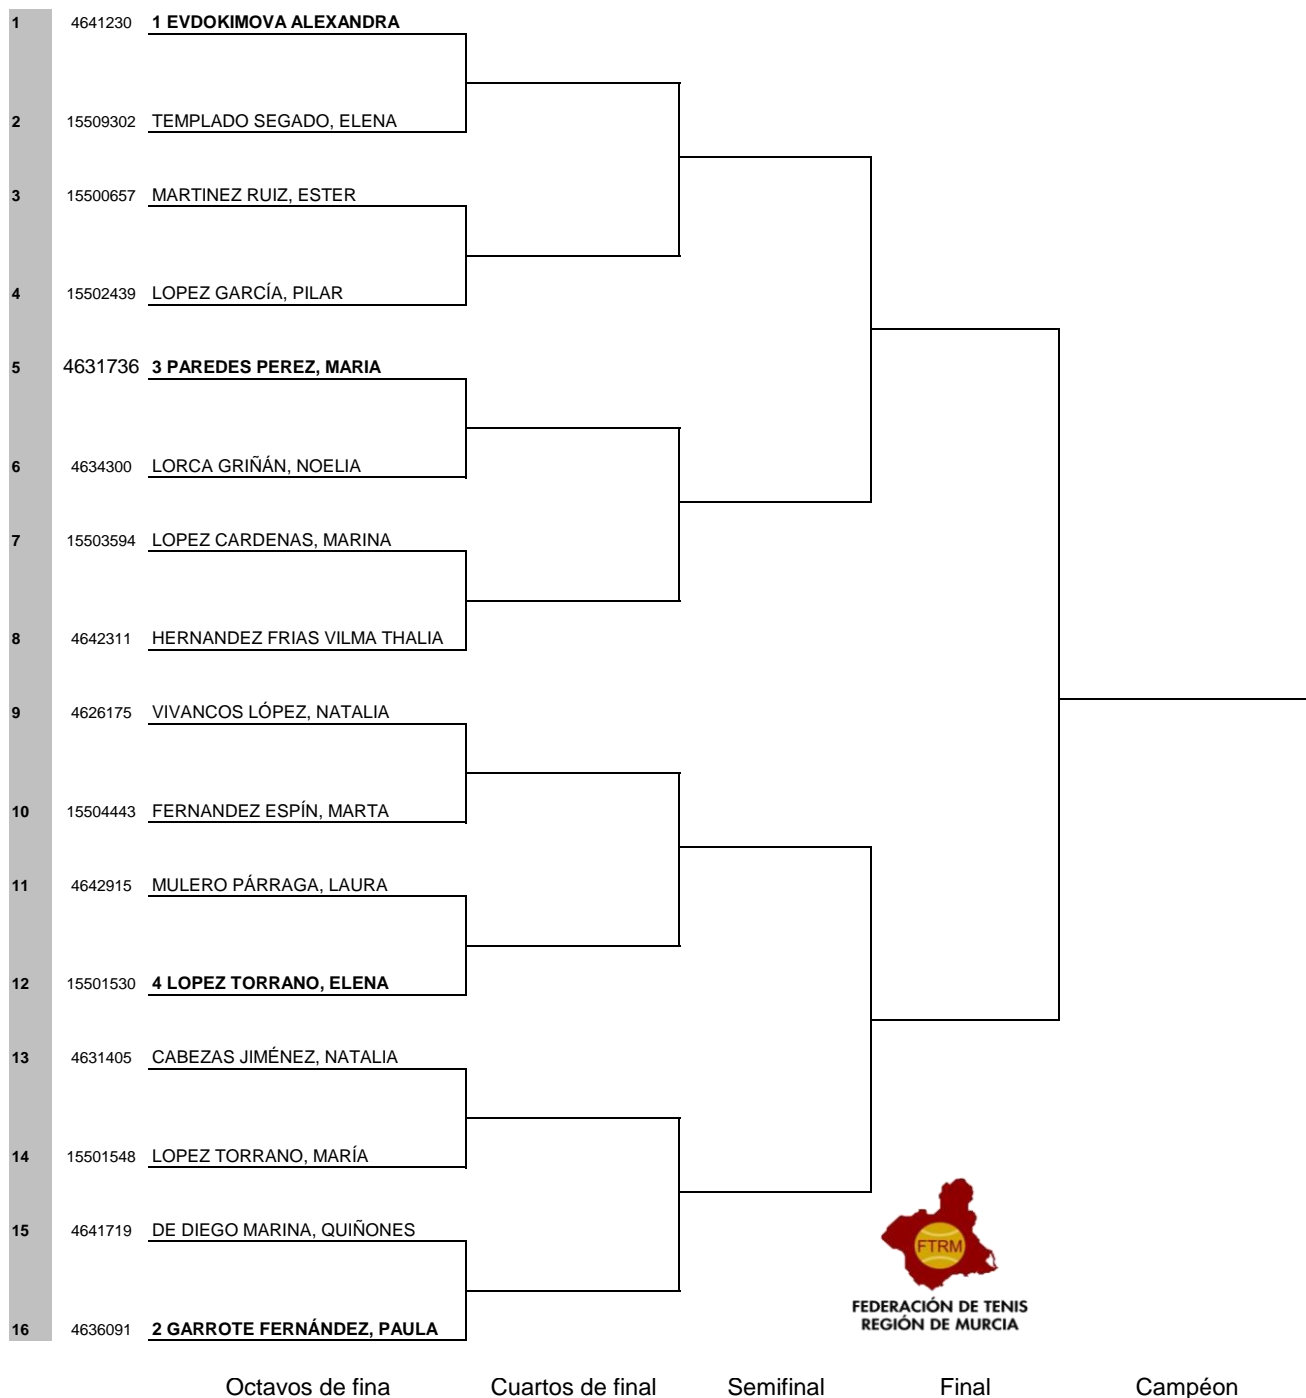 1 4641230 1 EVDOKIMOVA ALEXANDRA
2 15509302 TEMPLADO SEGADO, ELENA
3 15500657 MARTINEZ RUIZ, ESTER
4 15502439 LOPEZ GARCÍA, PILAR
5 4631736 3 PAREDES PEREZ, MARIA
6 4634300 LORCA GRIÑÁN, NOELIA
7 15503594 LOPEZ CARDENAS, MARINA
8 4642311 HERNANDEZ FRIAS VILMA THALIA
9 4626175 VIVANCOS LÓPEZ, NATALIA
10 15504443 FERNANDEZ ESPÍN, MARTA
11 4642915 MULERO PÁRRAGA, LAURA
12 15501530 4 LOPEZ TORRANO, ELENA
13 4631405 CABEZAS JIMÉNEZ, NATALIA
14 15501548 LOPEZ TORRANO, MARÍA
15 4641719 DE DIEGO MARINA, QUIÑONES
FTRM
FEDERACIÓN DE TENIS
REGIÓN DE MURCIA
16 4636091 2 GARROTE FERNÁNDEZ, PAULA
Octavos de fina Cuartos de final Semifinal Final Campéon